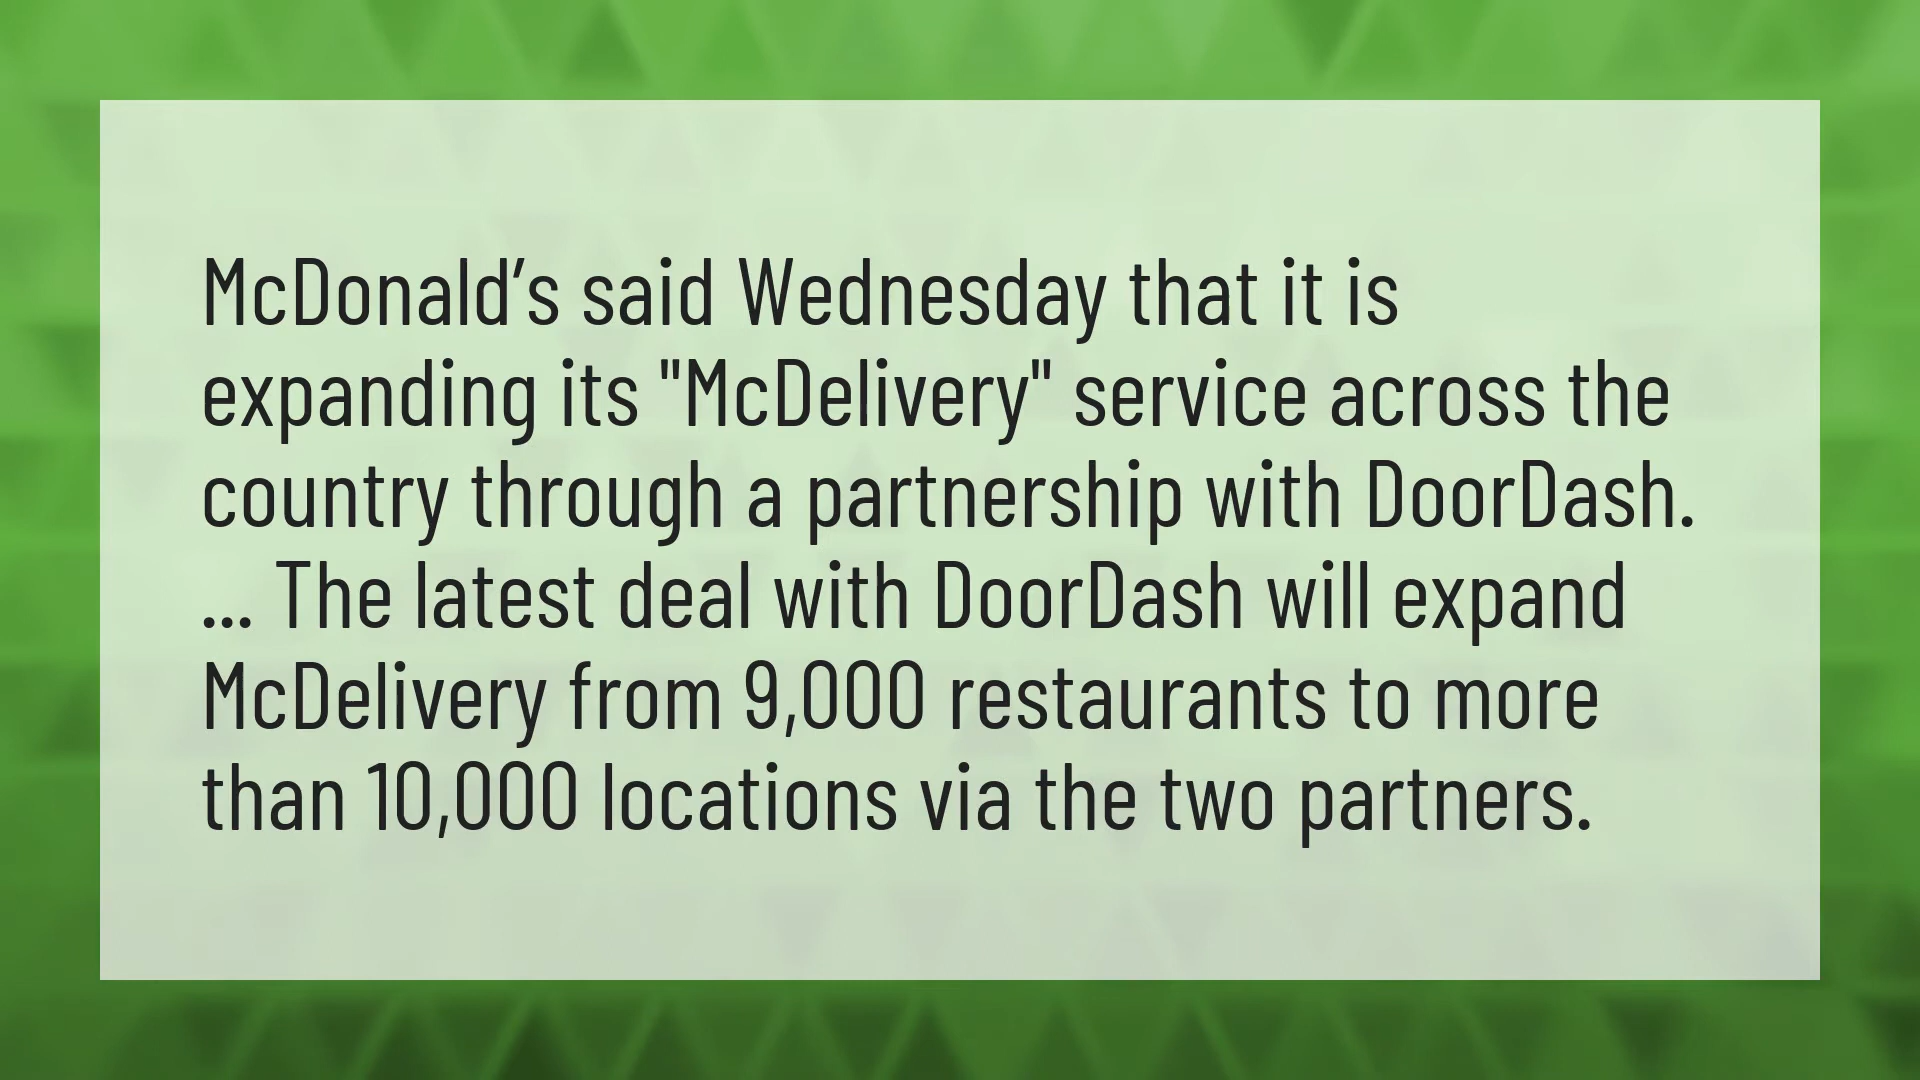 McDonald’s said Wednesday that it is
expanding its "McDelivery" service across the
country through a partnership with DoorDash.
... The latest deal with DoorDash will expand
McDelivery from 9,000 restaurants to more
than 10,000 locations via the two partners.